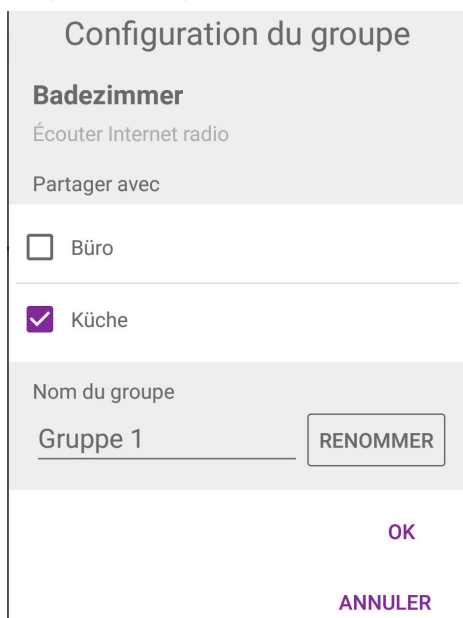 Configuration du groupe
Badezimmer
Écouter Internet radio
Partager avec
Büro
Küche
Nom du groupe
Gruppe 1
RENOMMER
OK
ANNULER